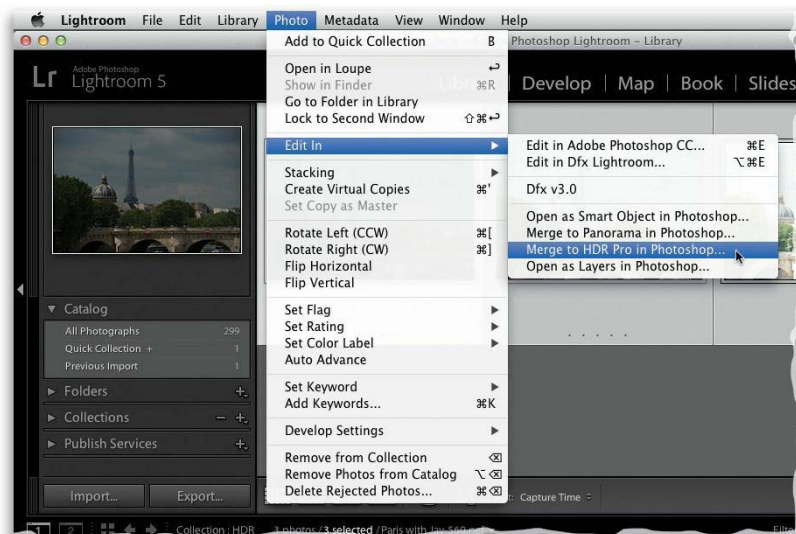 Lightroom File Edit Library Photo Metadata View Window Help
Photoshop Lightroom – Library
Adobe Photoshop
Lr Lightroom 5
Develop | Map | Book | Slides
Add to Quick Collection B
Open in Loupe ↩
Show in Finder ⌘R
Go to Folder in Library
Lock to Second Window ⇧⌘↩
Edit In ▶
Edit in Adobe Photoshop CC... ⌘E
Edit in Dfx Lightroom... ⌥⌘E
Dfx v3.0
Open as Smart Object in Photoshop...
Merge to Panorama in Photoshop...
Merge to HDR Pro in Photoshop...
Open as Layers in Photoshop...
Stacking ▶
Create Virtual Copies ⌘'
Set Copy as Master
Rotate Left (CCW) ⌘[
Rotate Right (CW) ⌘]
Flip Horizontal
Flip Vertical
Set Flag ▶
Set Rating ▶
Set Color Label ▶
Auto Advance
Set Keyword ▶
Add Keywords... ⌘K
Develop Settings ▶
Remove from Collection ⌫
Remove Photos from Catalog ⌥⌫
Delete Rejected Photos... ⌘⌫
Catalog
All Photographs 299
Quick Collection + 1
Previous Import 1
Folders +
Collections − +
Publish Services +
Import... Export...
Capture Time
1 2 Collection : HDR 3 photos / 3 selected / Paris with Jay-560